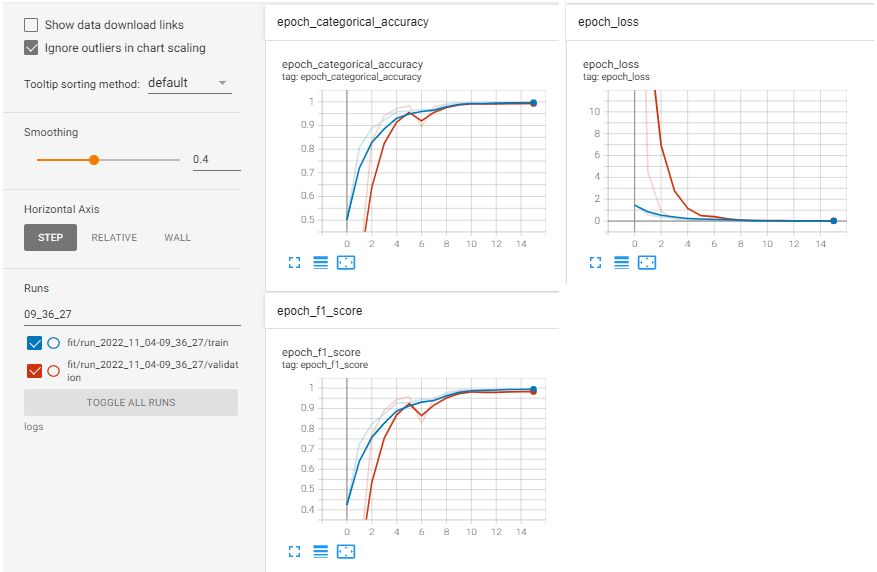 Show data download links
Ignore outliers in chart scaling
Tooltip sorting method: default
Smoothing
0.4
Horizontal Axis
STEP RELATIVE WALL
Runs
09_36_27
fit/run_2022_11_04-09_36_27/train
fit/run_2022_11_04-09_36_27/validat
ion
TOGGLE ALL RUNS
logs
epoch_categorical_accuracy
epoch_categorical_accuracy
tag: epoch_categorical_accuracy
1
0.9
0.8
0.7
0.6
0.5
0 2 4 6 8 10 12 14
epoch_loss
epoch_loss
tag: epoch_loss
10
8
6
4
2
0
0 2 4 6 8 10 12 14
epoch_f1_score
epoch_f1_score
tag: epoch_f1_score
1
0.9
0.8
0.7
0.6
0.5
0.4
0 2 4 6 8 10 12 14